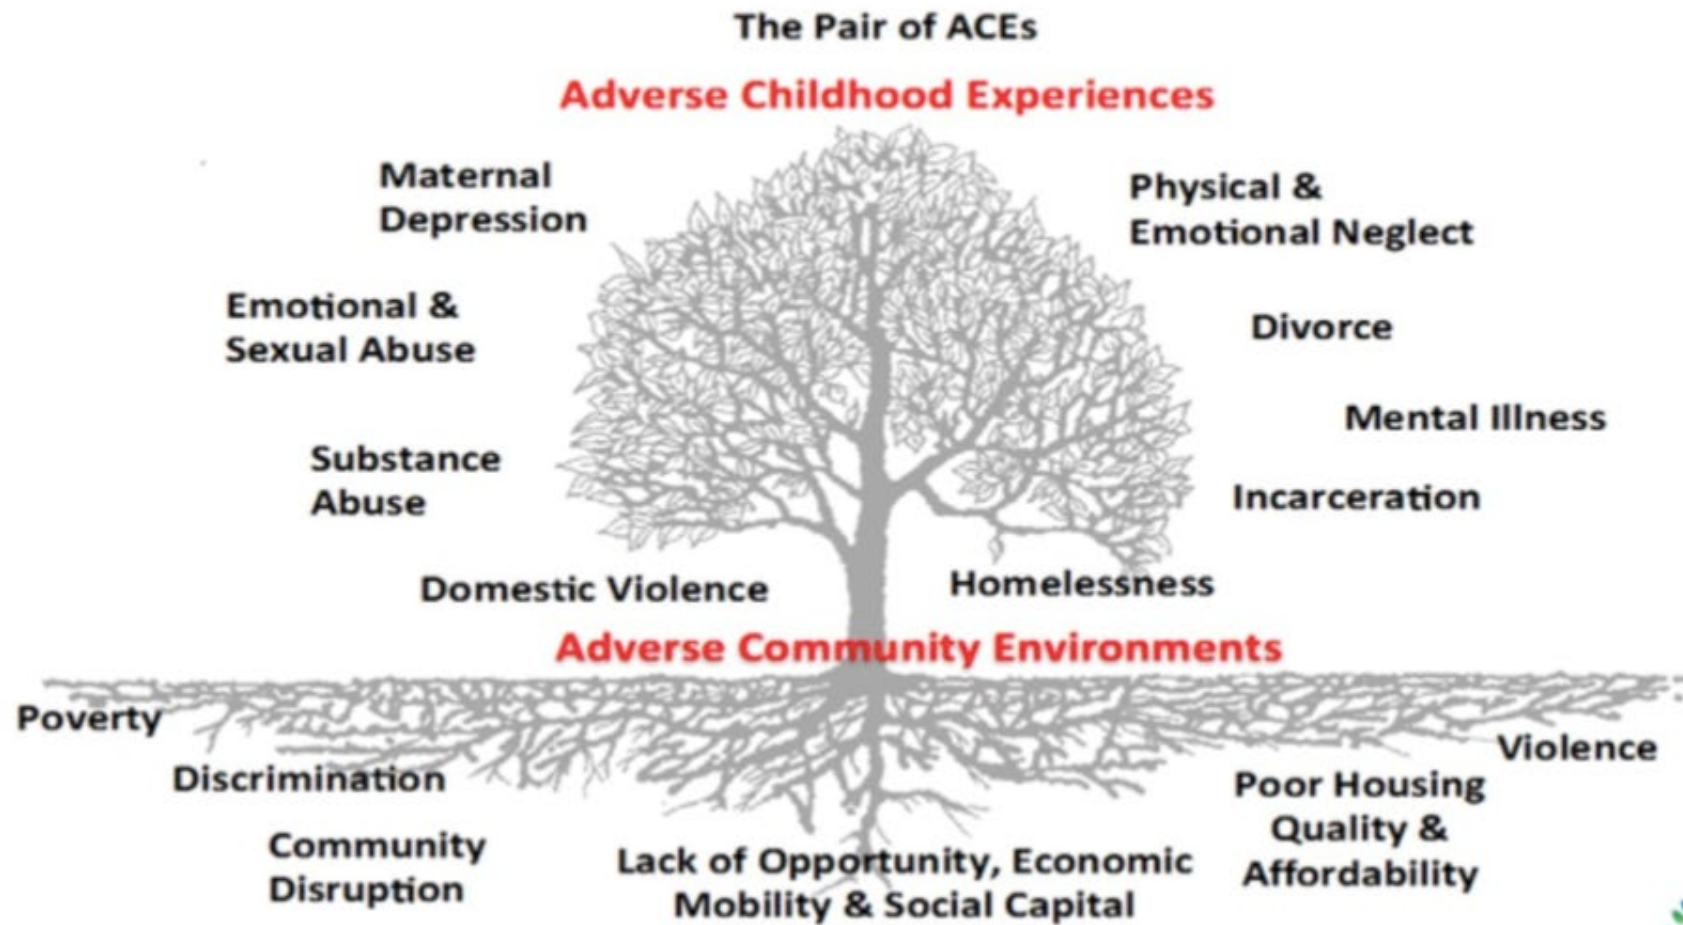 The Pair of ACEs
Adverse Childhood Experiences
Maternal
Depression
Physical &
Emotional Neglect
Emotional &
Sexual Abuse
Divorce
Mental Illness
Substance
Abuse
Incarceration
Domestic Violence
Homelessness
Adverse Community Environments
Poverty
Violence
Discrimination
Poor Housing
Quality &
Affordability
Community
Disruption
Lack of Opportunity, Economic
Mobility & Social Capital